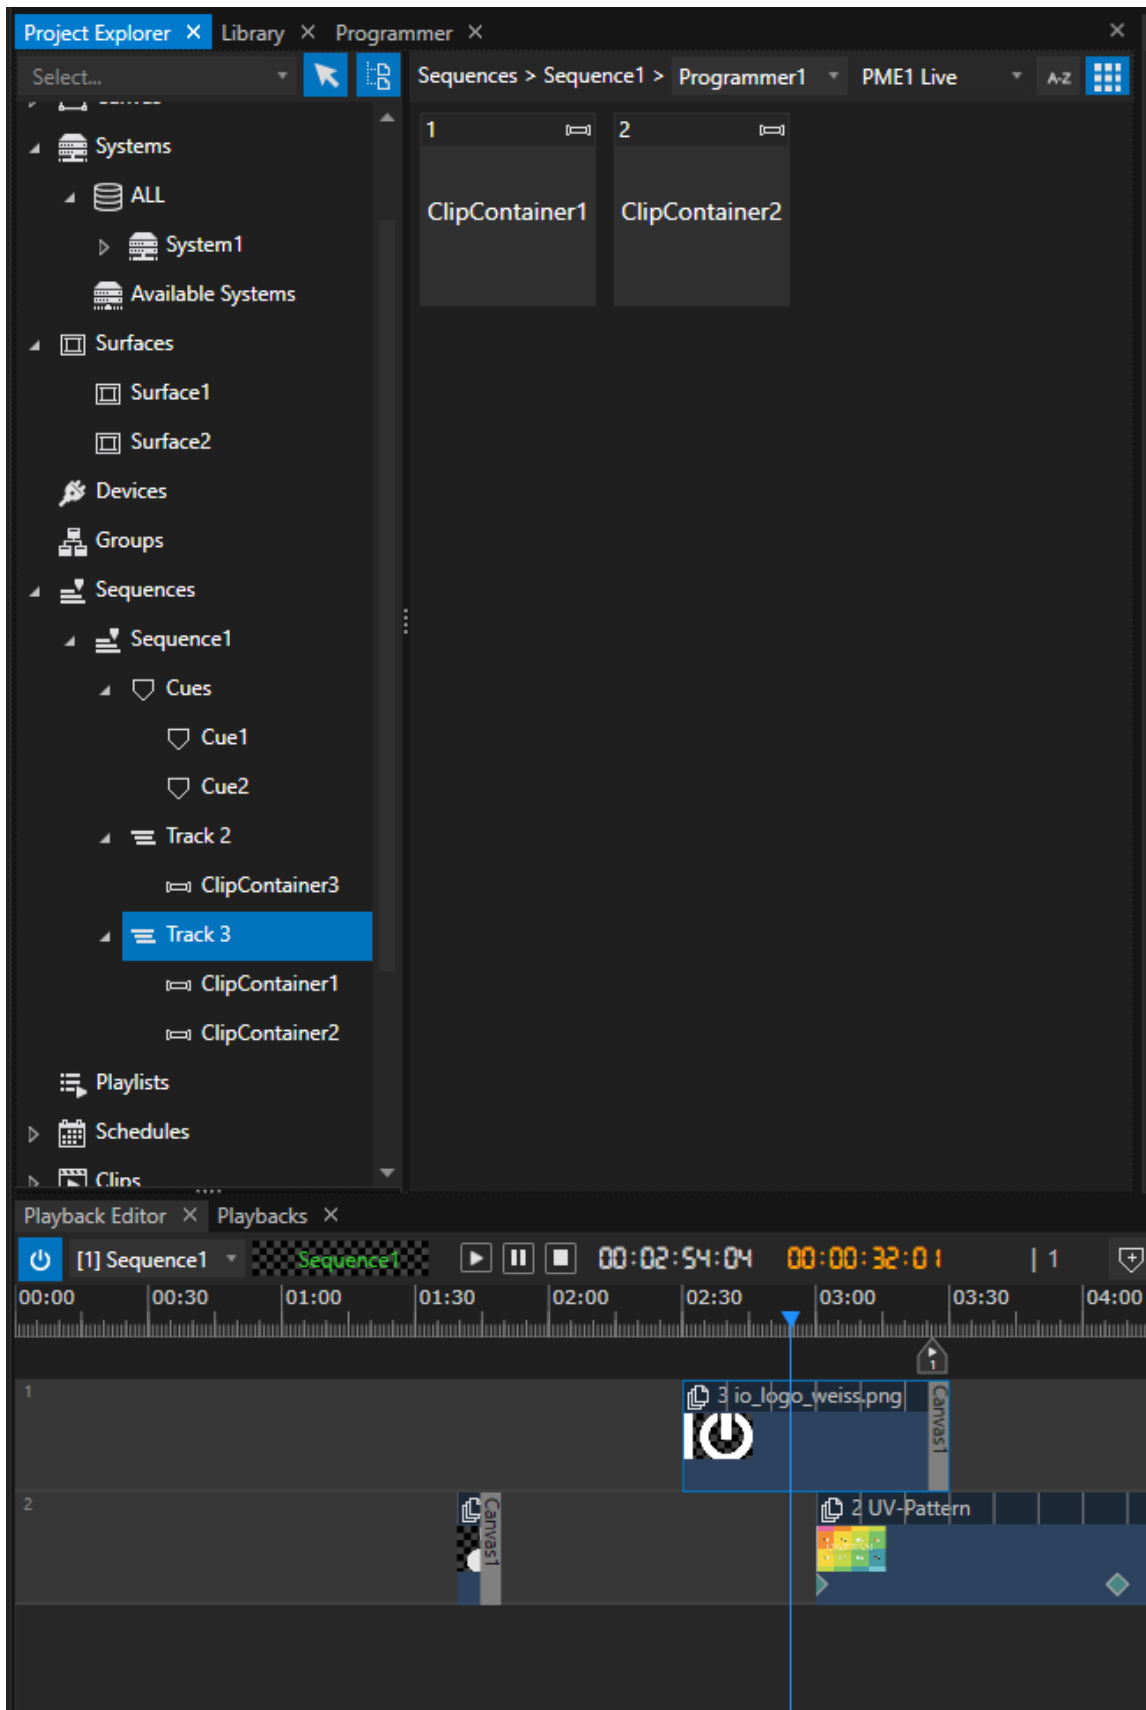 Project Explorer × Library × Programmer ×
Select...
Sequences > Sequence1 > Programmer1 PME1 Live A-Z
Systems
ALL
System1
Available Systems
Surfaces
Surface1
Surface2
Devices
Groups
Sequences
Sequence1
Cues
Cue1
Cue2
Track 2
ClipContainer3
Track 3
ClipContainer1
ClipContainer2
Playlists
Schedules
Clips
1
ClipContainer1
2
ClipContainer2
Playback Editor × Playbacks ×
[1] Sequence1 Sequence1 00:02:54:04 00:00:32:01 | 1
00:00 00:30 01:00 01:30 02:00 02:30 03:00 03:30 04:00
1
1
3 io_logo_weiss.png
Canvas1
2
Canvas1
2 UV-Pattern